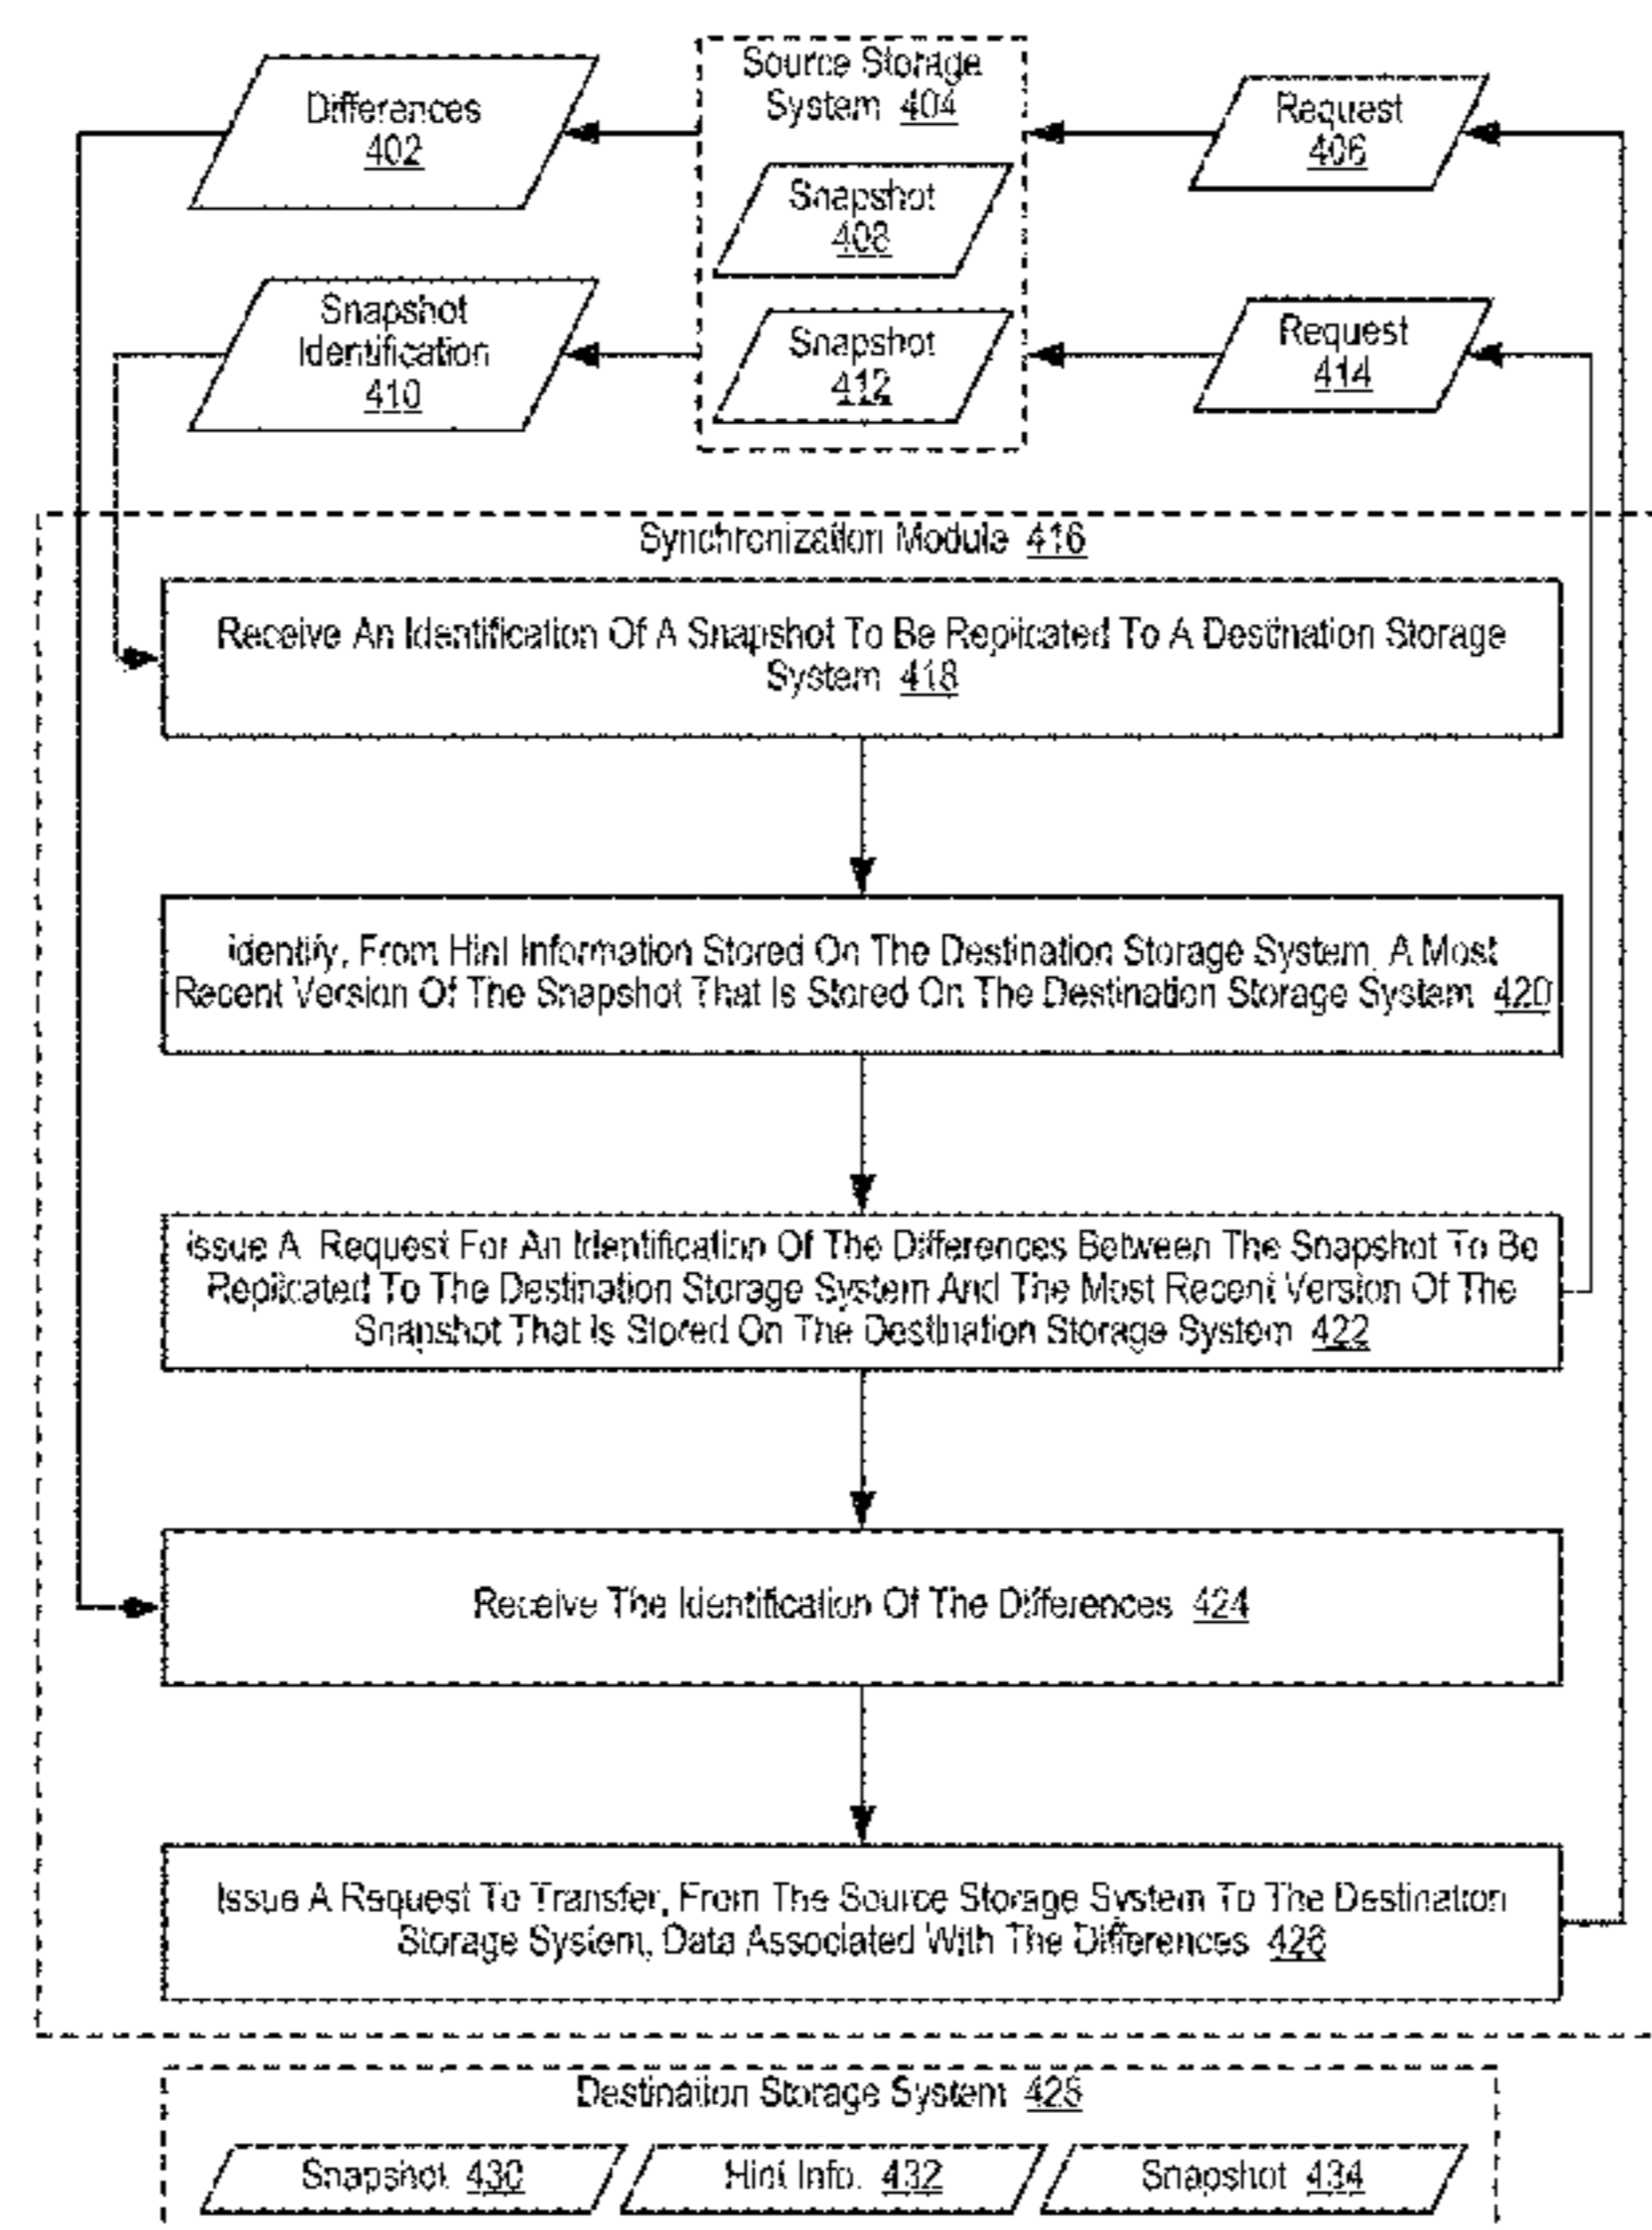 Differences
402
Source Storage
System 404
Request
406
Snapshot
408
Snapshot
Identification
410
Snapshot
412
Request
414
Synchronization Module 416
Receive An Identification Of A Snapshot To Be Replicated To A Destination Storage
System 418
Identify, From Hint Information Stored On The Destination Storage System, A Most
Recent Version Of The Snapshot That Is Stored On The Destination Storage System 420
Issue A Request For An Identification Of The Differences Between The Snapshot To Be
Replicated To The Destination Storage System And The Most Recent Version Of The
Snapshot That Is Stored On The Destination Storage System 422
Receive The Identification Of The Differences 424
Issue A Request To Transfer, From The Source Storage System To The Destination
Storage System, Data Associated With The Differences 426
Destination Storage System 428
Snapshot 430
Hint Info. 432
Snapshot 434